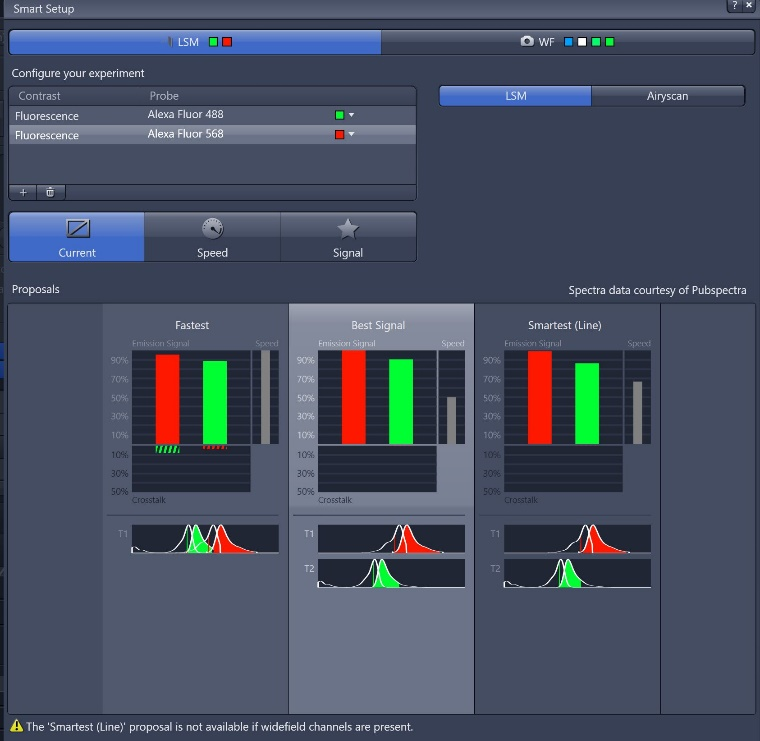 Smart Setup
? ×
LSM
WF
Configure your experiment
Contrast Probe
LSM Airyscan
Fluorescence Alexa Fluor 488
Fluorescence Alexa Fluor 568
+
Current Speed Signal
Proposals
Spectra data courtesy of Pubspectra
Fastest Best Signal Smartest (Line)
Emission Signal Speed Emission Signal Speed Emission Signal Speed
90% 90% 90%
70% 70% 70%
50% 50% 50%
30% 30% 30%
10% 10% 10%
10% 10% 10%
30% 30% 30%
50% 50% 50%
Crosstalk Crosstalk Crosstalk
T1 T1 T1
T2 T2
The 'Smartest (Line)' proposal is not available if widefield channels are present.